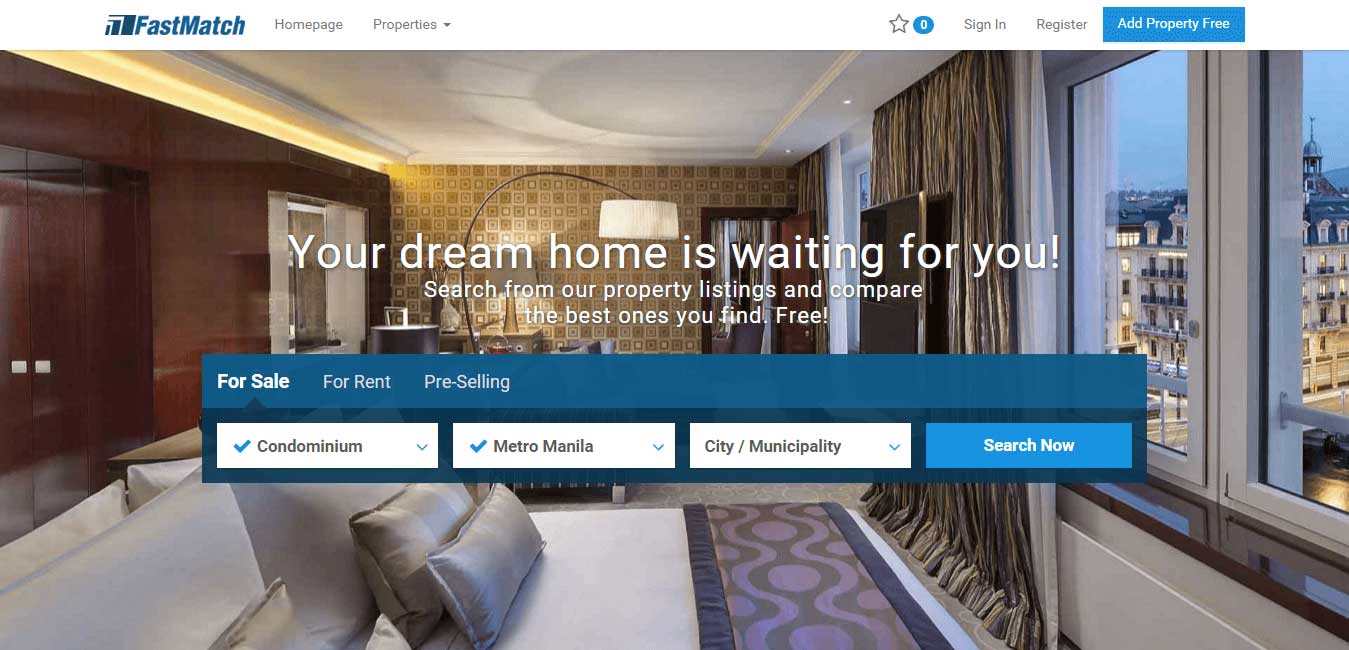 FastMatch
Homepage
Properties
0
Sign In
Register
Add Property Free
Your dream home is waiting for you!
Search from our property listings and compare
the best ones you find. Free!
For Sale
For Rent
Pre-Selling
Condominium
Metro Manila
City / Municipality
Search Now